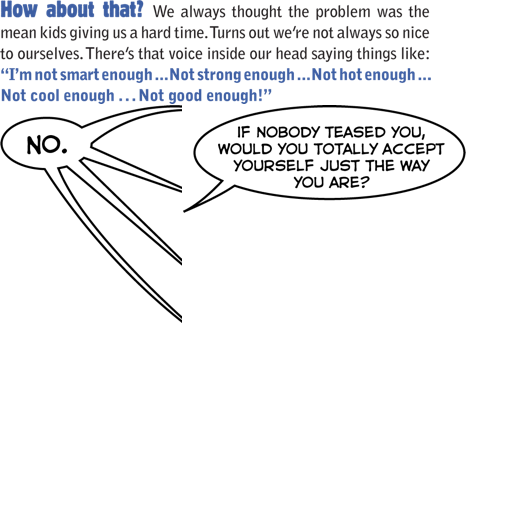 How about that? We always thought the problem was the
mean kids giving us a hard time. Turns out we're not always so nice
to ourselves. There's that voice inside our head saying things like:
“I'm not smart enough ... Not strong enough ... Not hot enough ...
Not cool enough ... Not good enough!”
IF NOBODY TEASED YOU,
WOULD YOU TOTALLY ACCEPT
YOURSELF JUST THE WAY
YOU ARE?
NO.